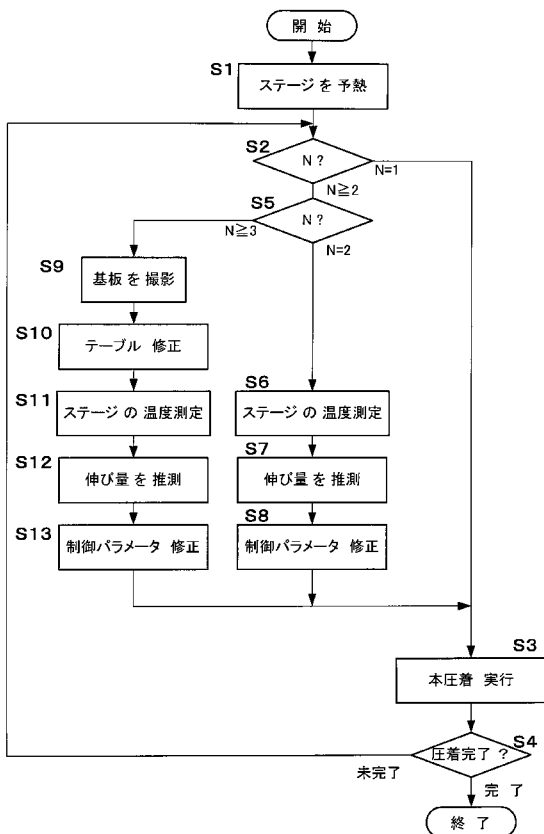 開 始
S1
ステージ を 予熱
S2
N ?
N=1
N≧2
S5
N ?
N≧3
N=2
S9
基板 を 撮影
S10
テーブル 修正
S11
ステージ の 温度測定
S6
ステージ の 温度測定
S12
伸び量 を 推測
S7
伸び量 を 推測
S13
制御パラメータ 修正
S8
制御パラメータ 修正
S3
本圧着 実行
S4
圧着完了 ?
未完了
完 了
終 了